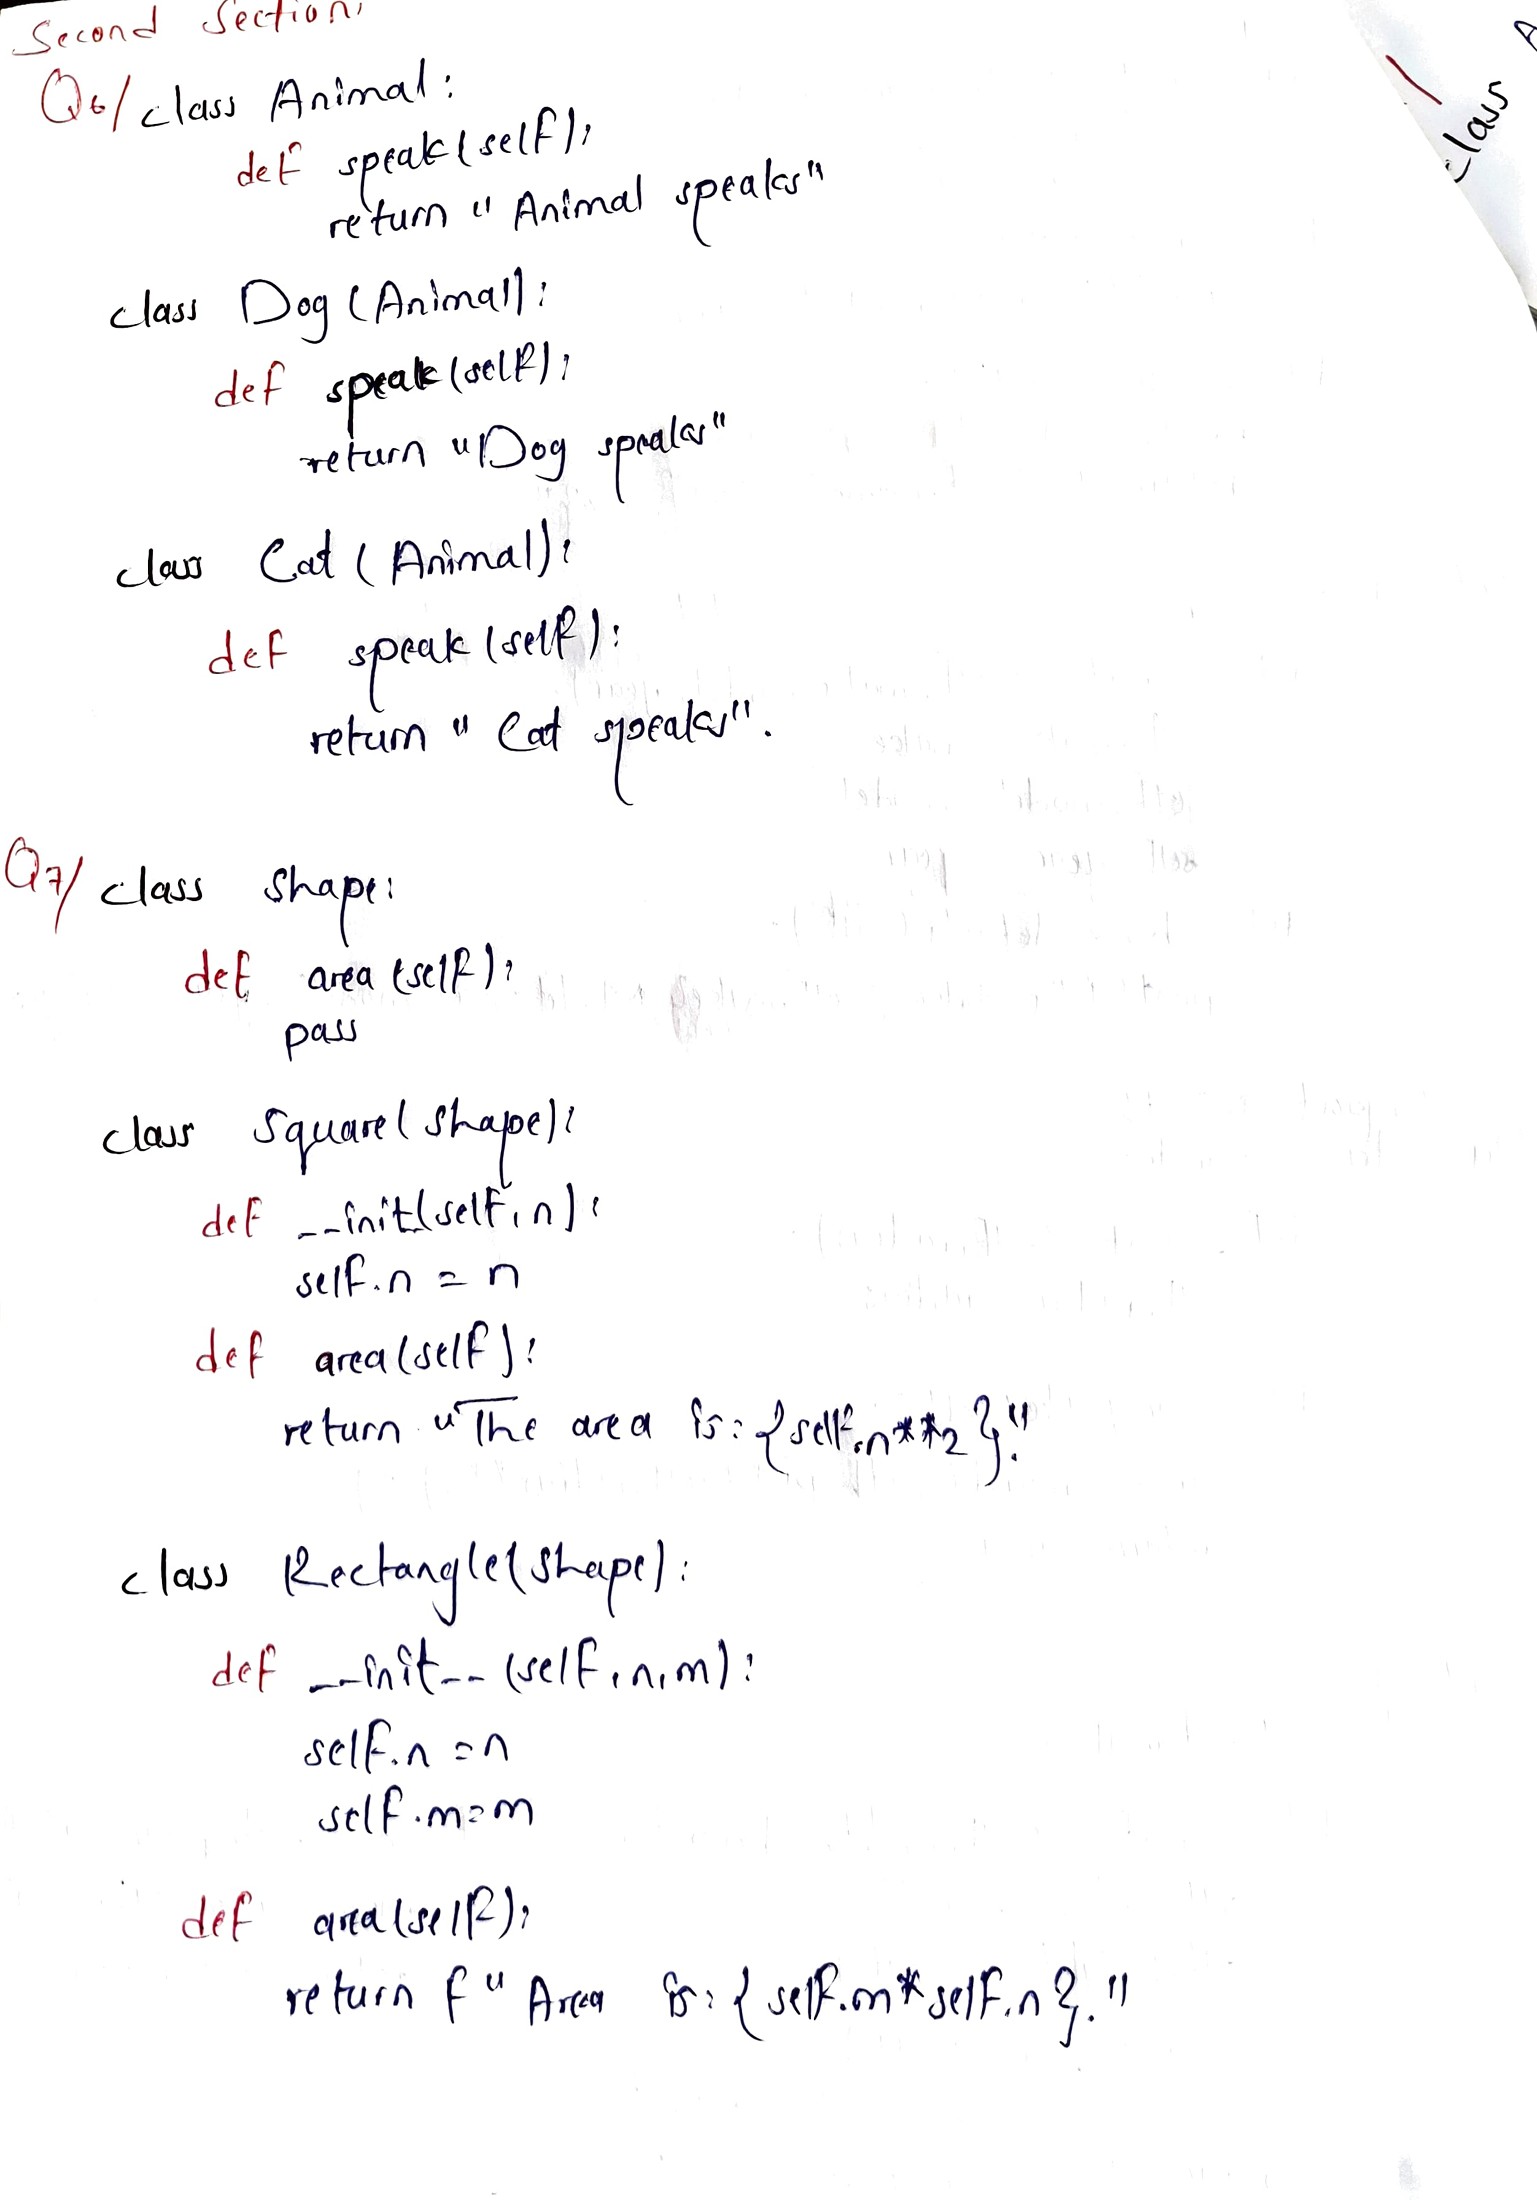 Second Section:
Q6/ class Animal:
def speak(self):
return "Animal speaks"
class Dog(Animal):
def speak(self):
return "Dog speaks"
class Cat(Animal):
def speak(self):
return "Cat speaks".
Q7/ class shape:
def area(self):
pass
class Square(shape):
def __init(self,n):
self.n = n
def area(self):
return "The area is: {self.n**2}."
class Rectangle(shape):
def __init__(self,n,m):
self.n=n
self.m=m
def area(self):
return f"Area is: {self.m*self.n}."
class